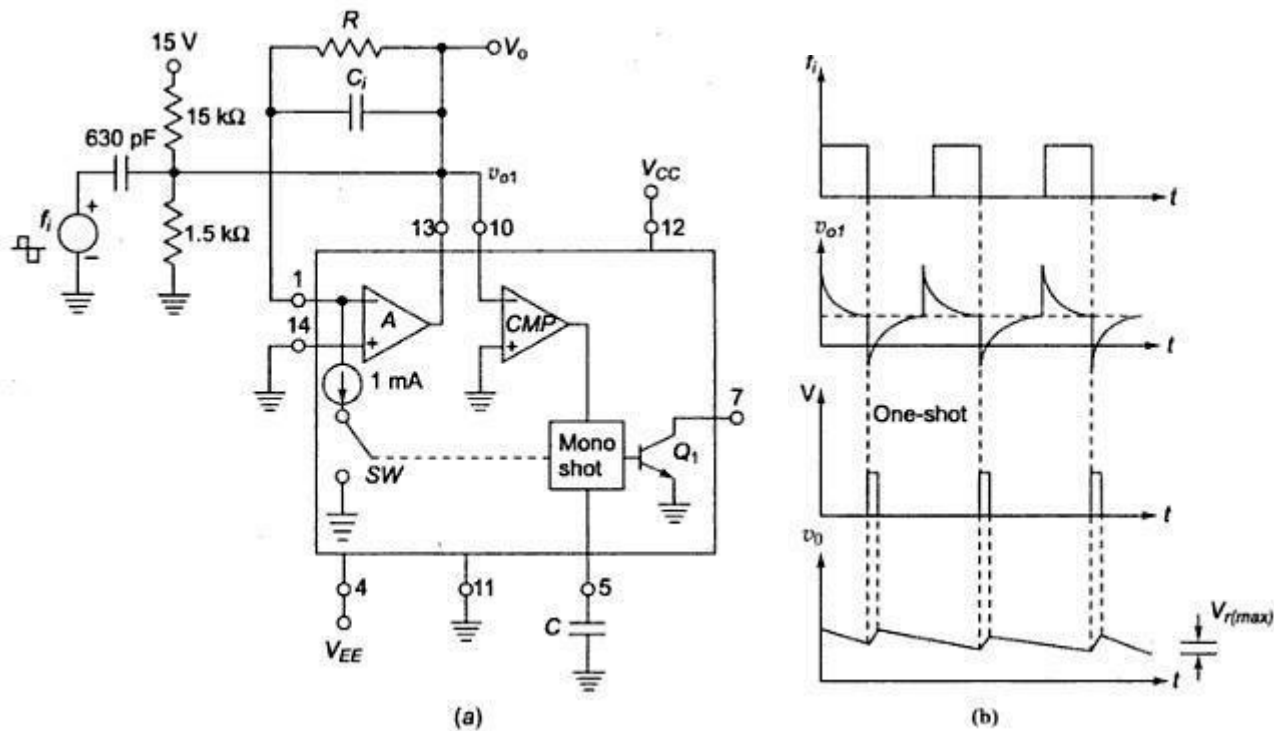 R
15 V
V₀
Cᵢ
15 kΩ
630 pF
v₀₁
V_CC
fᵢ
+
−
1.5 kΩ
13
10
12
1
−
A
+
14
−
CMP
+
1 mA
7
Mono
shot
Q₁
SW
4
11
5
V_EE
C
(a)
fᵢ
t
v₀₁
t
V
One-shot
t
v₀
V_r(max)
t
(b)